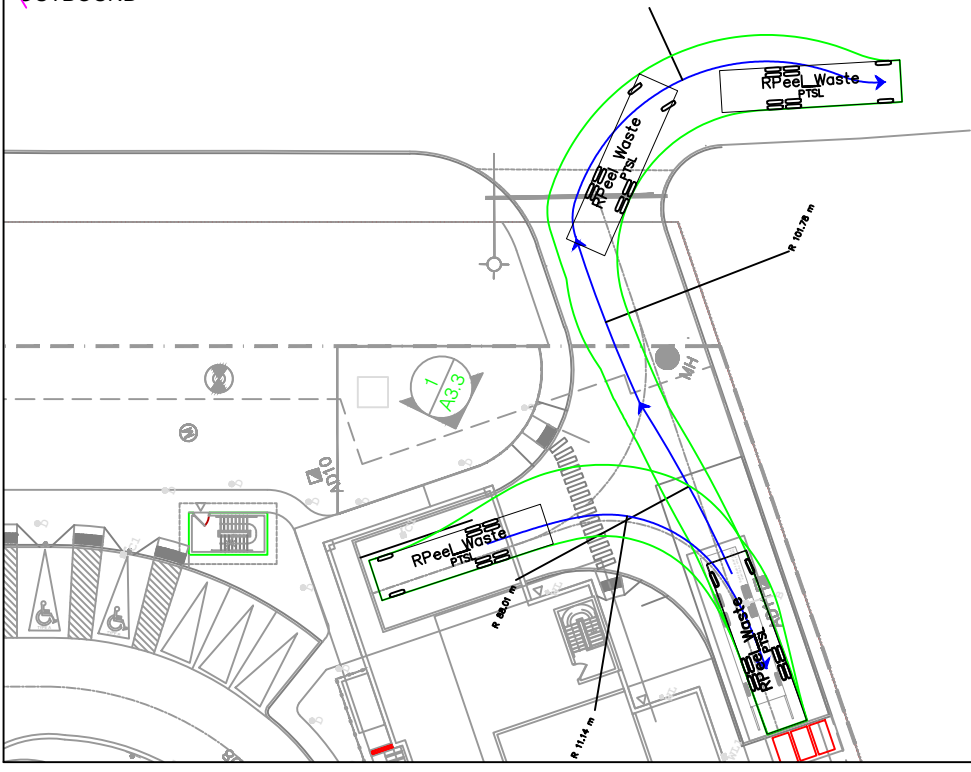 OUTBOUND
RPeel_Waste
PTSL
RPeel_Waste
PTSL
R 101.78 m
MH
1
A3.3
W
AD10
RPeel_Waste
PTSL
R 88.01 m
RPeel_Waste
PTSL
R 11.14 m